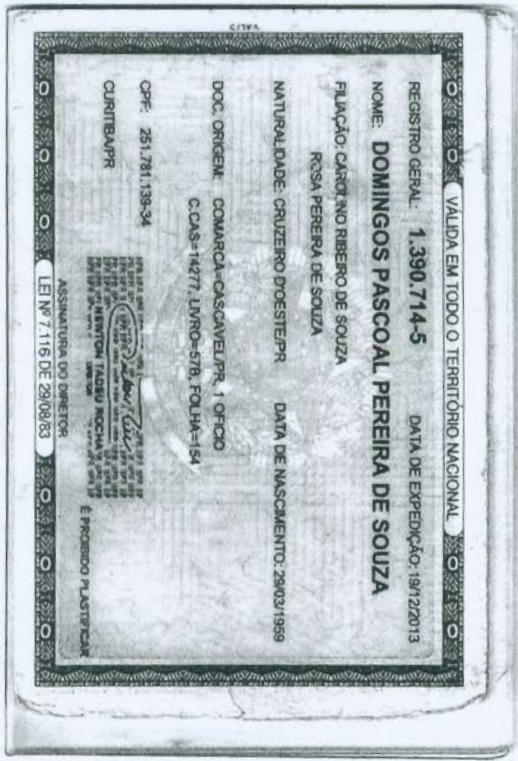 VÁLIDA EM TODO O TERRITÓRIO NACIONAL
REGISTRO GERAL: 1.390.714-5 DATA DE EXPEDIÇÃO: 19/12/2013
NOME: DOMINGOS PASCOAL PEREIRA DE SOUZA
FILIAÇÃO: CAROLINO RIBEIRO DE SOUZA
ROSA PEREIRA DE SOUZA
NATURALIDADE: CRUZEIRO D'OESTE/PR DATA DE NASCIMENTO: 29/03/1959
DOC. ORIGEM: COMARCA=CASCAVEL/PR, 1 OFICIO
C.CAS=14277, LIVRO=57B, FOLHA=154
CPF: 251.781.139-34
CURITIBA/PR
NEWTON TADEU ROCHA
DIRETOR
ASSINATURA DO DIRETOR
É PROIBIDO PLASTIFICAR
LEI Nº 7.116 DE 29/08/83